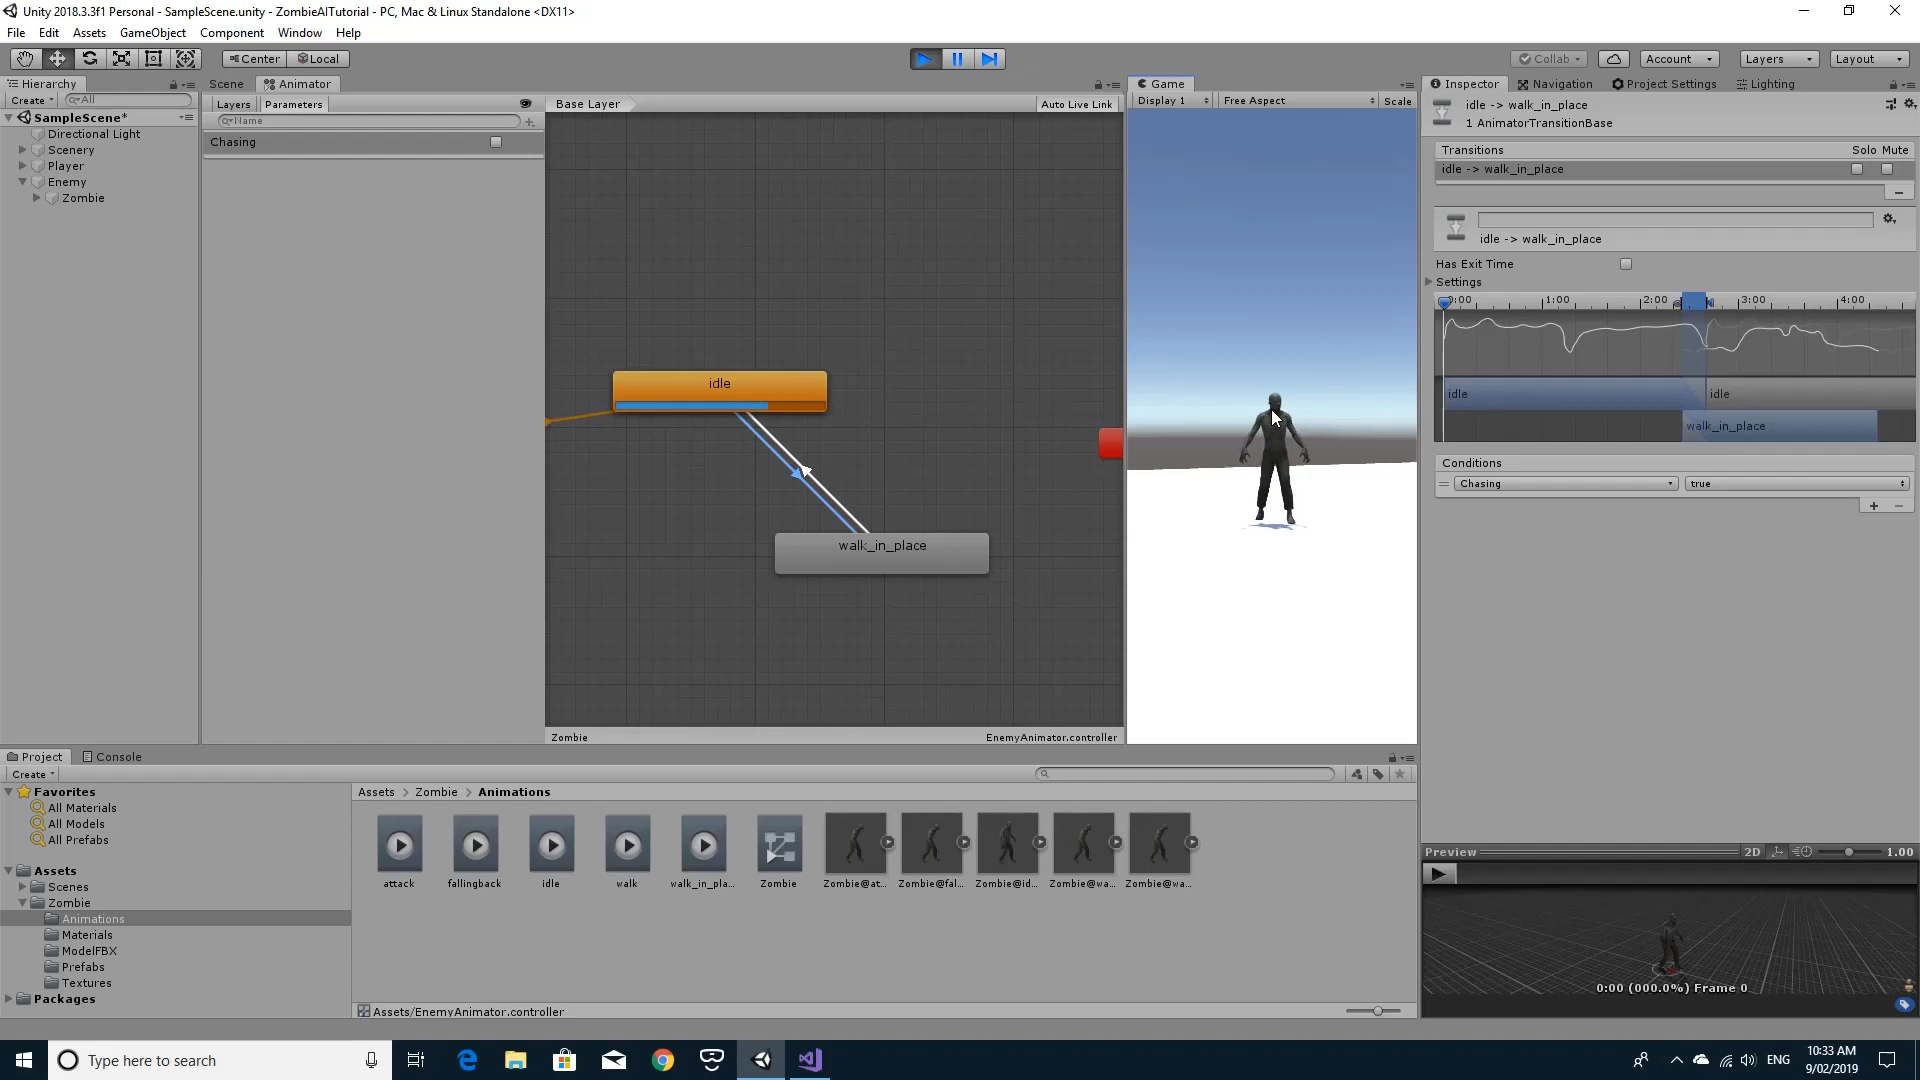 Unity 2018.3.3f1 Personal - SampleScene.unity - ZombieAITutorial - PC, Mac & Linux Standalone <DX11>
File Edit Assets GameObject Component Window Help
Center Local
Collab Account Layers Layout
Hierarchy
Create All
SampleScene*
Directional Light
Scenery
Player
Enemy
Zombie
Scene Animator
Layers Parameters
Name
Chasing
Base Layer
Auto Live Link
idle
walk_in_place
Zombie
EnemyAnimator.controller
Game
Display 1 Free Aspect Scale
Inspector Navigation Project Settings Lighting
idle -> walk_in_place
1 AnimatorTransitionBase
Transitions Solo Mute
idle -> walk_in_place
idle -> walk_in_place
Has Exit Time
Settings
0:00 1:00 2:00 3:00 4:00
idle idle
walk_in_place
Conditions
Chasing true
Project Console
Create
Favorites
All Materials
All Models
All Prefabs
Assets
Scenes
Zombie
Animations
Materials
ModelFBX
Prefabs
Textures
Packages
Assets > Zombie > Animations
attack fallingback idle walk walk_in_pla... Zombie Zombie@at... Zombie@fal... Zombie@id... Zombie@wa... Zombie@wa...
Assets/EnemyAnimator.controller
Preview 2D 1.00
0:00 (000.0%) Frame 0
Type here to search
ENG
10:33 AM
9/02/2019